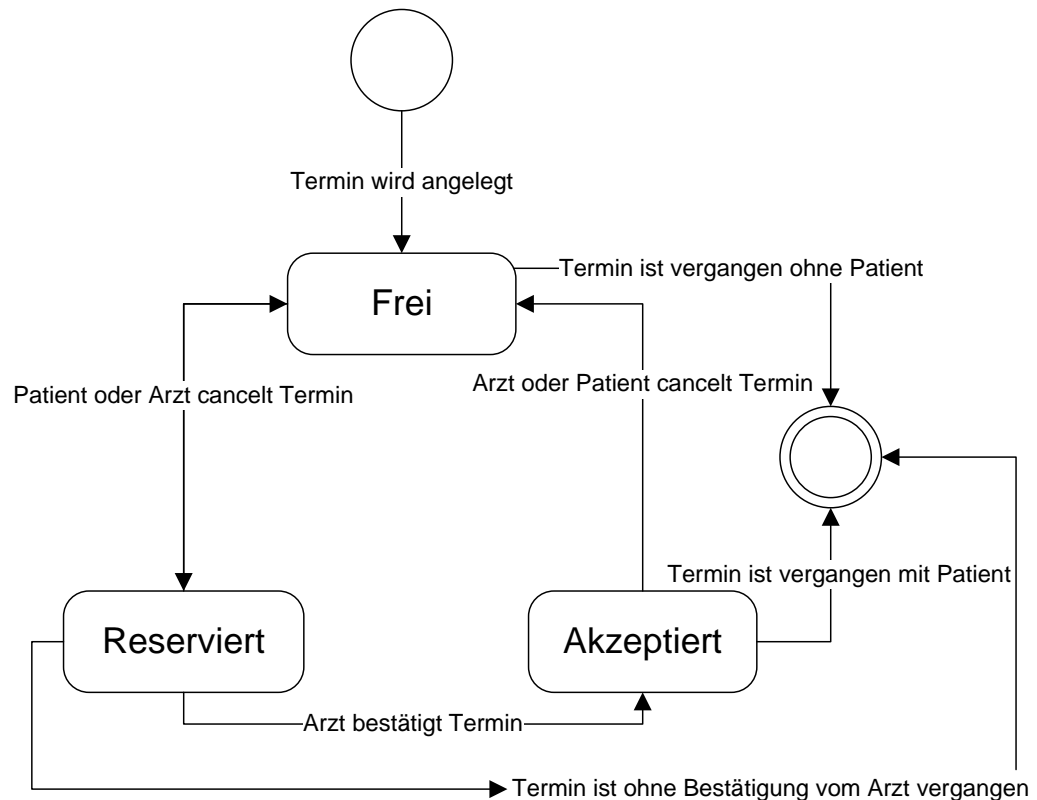 Termin wird angelegt
Termin ist vergangen ohne Patient
Frei
Patient oder Arzt cancelt Termin
Arzt oder Patient cancelt Termin
Termin ist vergangen mit Patient
Reserviert
Akzeptiert
Arzt bestätigt Termin
Termin ist ohne Bestätigung vom Arzt vergangen